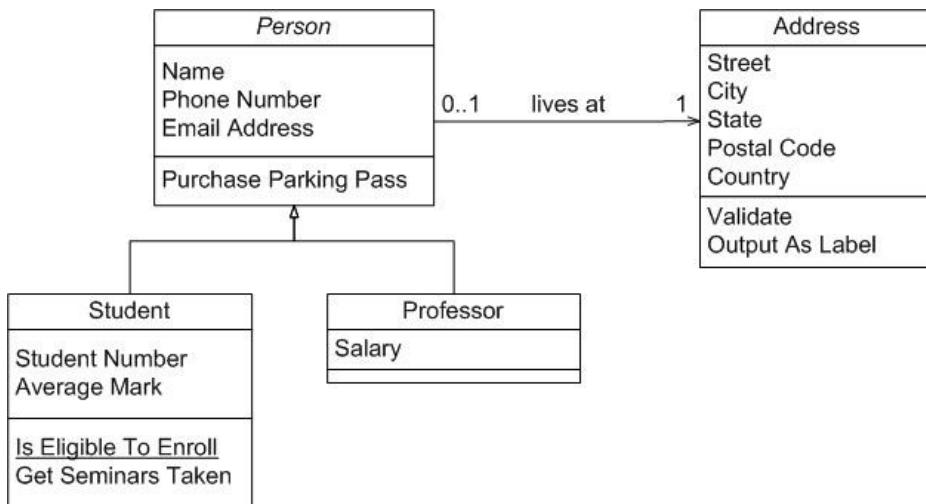 Person
Name
Phone Number
Email Address
Purchase Parking Pass
0..1 lives at 1
Address
Street
City
State
Postal Code
Country
Validate
Output As Label
Student
Student Number
Average Mark
Is Eligible To Enroll
Get Seminars Taken
Professor
Salary